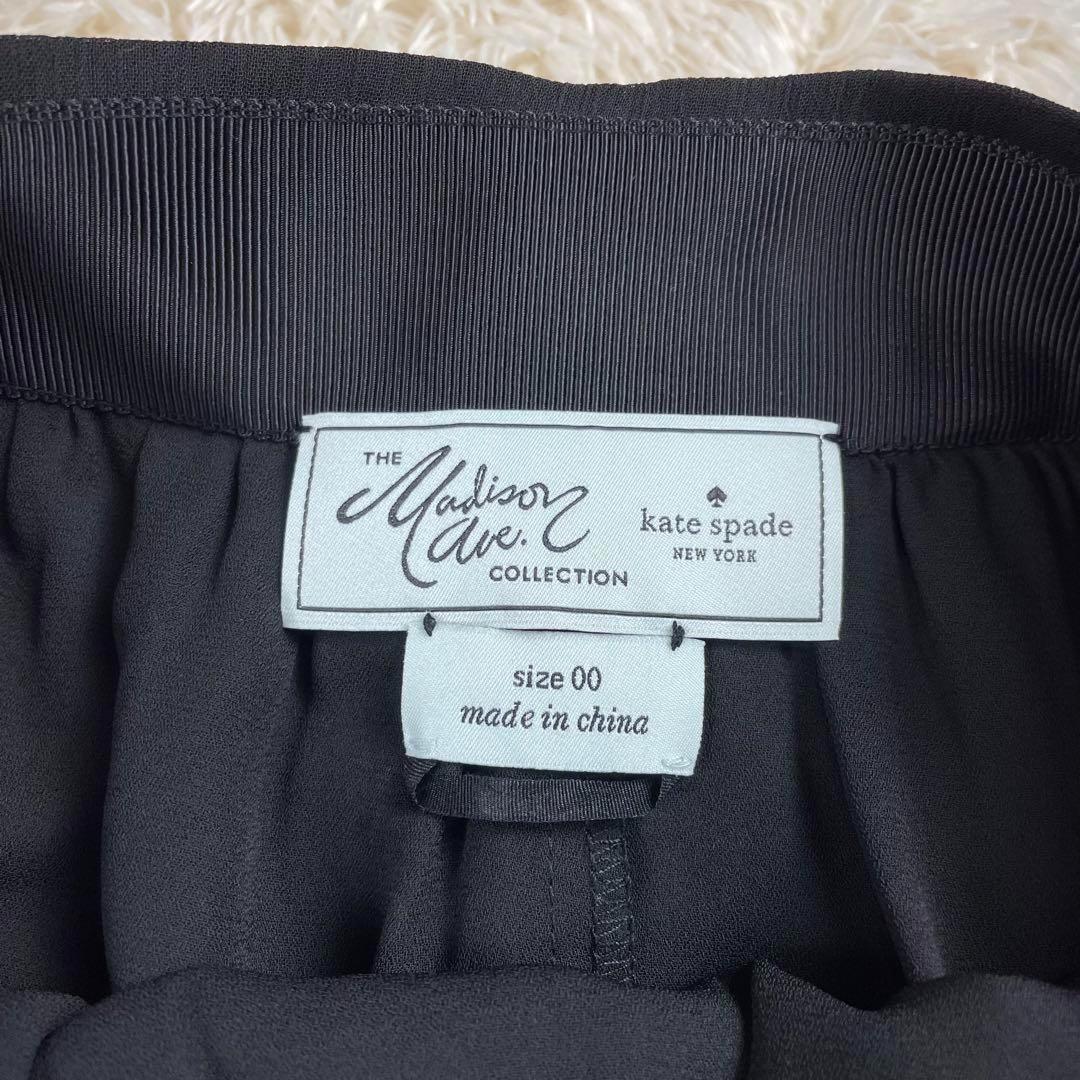 THE
Madison
Ave.
COLLECTION
kate spade
NEW YORK
size 00
made in china